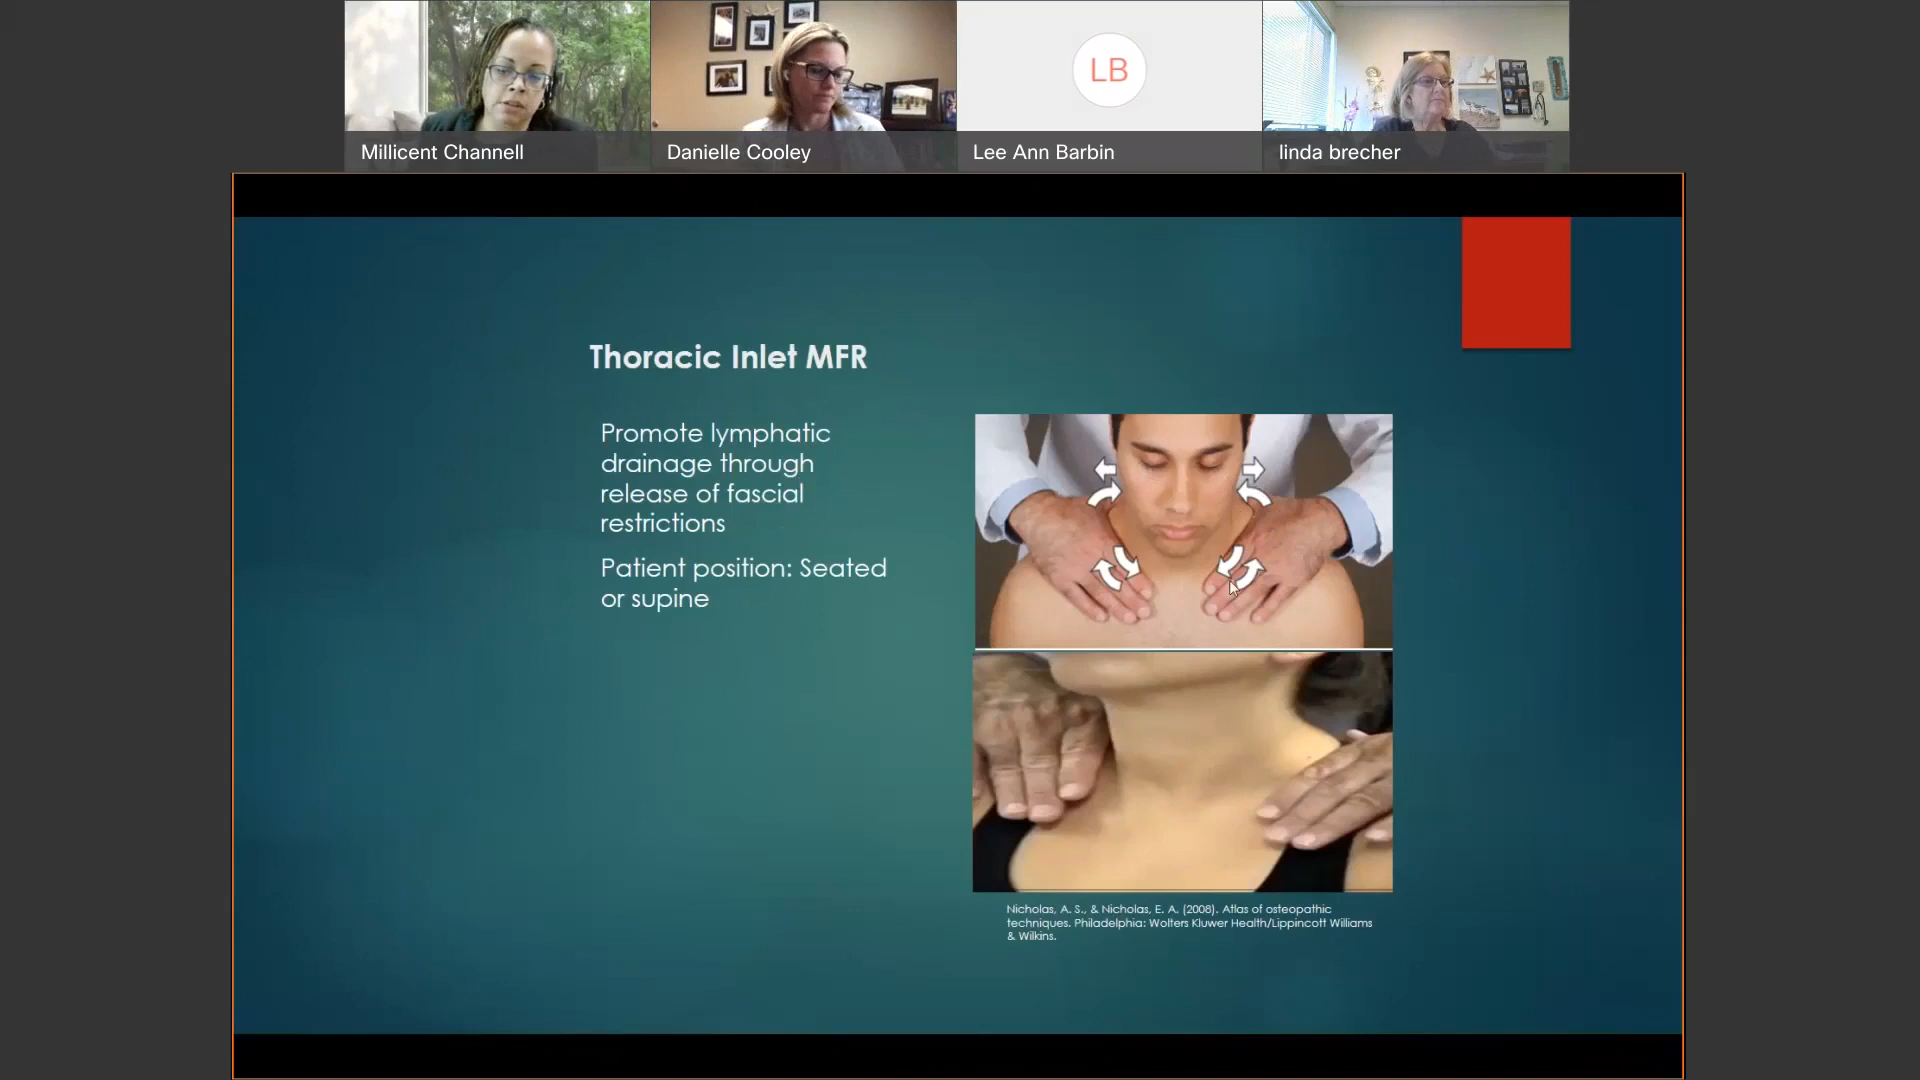 Millicent Channell
Danielle Cooley
LB
Lee Ann Barbin
linda brecher
Thoracic Inlet MFR
Promote lymphatic
drainage through
release of fascial
restrictions
Patient position: Seated
or supine
Nicholas, A. S., & Nicholas, E. A. (2008). Atlas of osteopathic
techniques. Philadelphia: Wolters Kluwer Health/Lippincott Williams
& Wilkins.